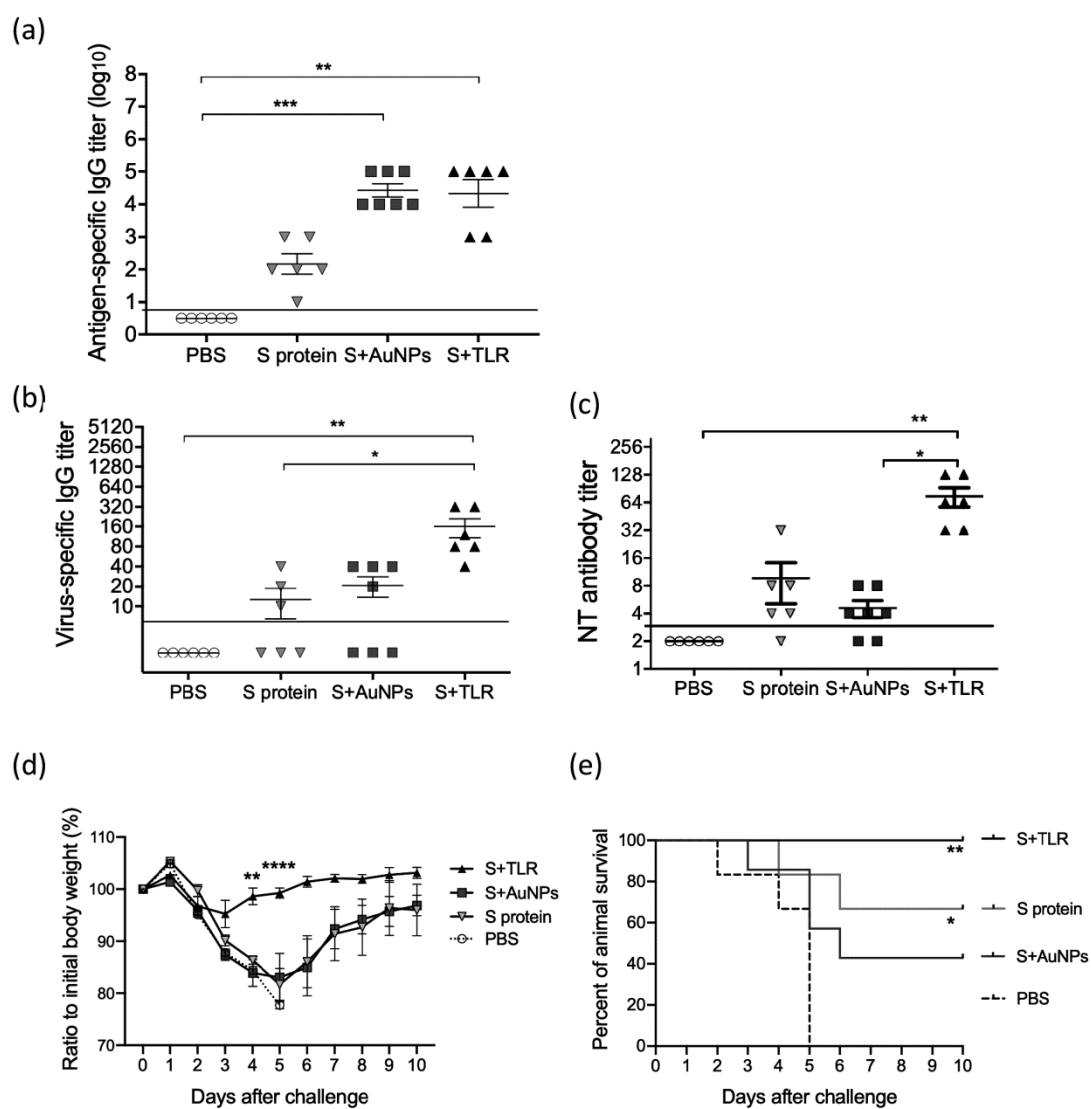 (a)
Antigen-specific IgG titer (log10)
8
7
6
5
4
3
2
1
0
**
***
PBS
S protein
S+AuNPs
S+TLR
(b)
Virus-specific IgG titer
5120
2560
1280
640
320
160
80
40
20
10
**
*
PBS
S protein
S+AuNPs
S+TLR
(c)
NT antibody titer
256
128
64
32
16
8
4
2
1
**
*
PBS
S protein
S+AuNPs
S+TLR
(d)
Ratio to initial body weight (%)
110
100
90
80
70
**
****
S+TLR
S+AuNPs
S protein
PBS
0 1 2 3 4 5 6 7 8 9 10
Days after challenge
(e)
Percent of animal survival
100
80
60
40
20
0
S+TLR
**
S protein
*
S+AuNPs
PBS
0 1 2 3 4 5 6 7 8 9 10
Days after challenge